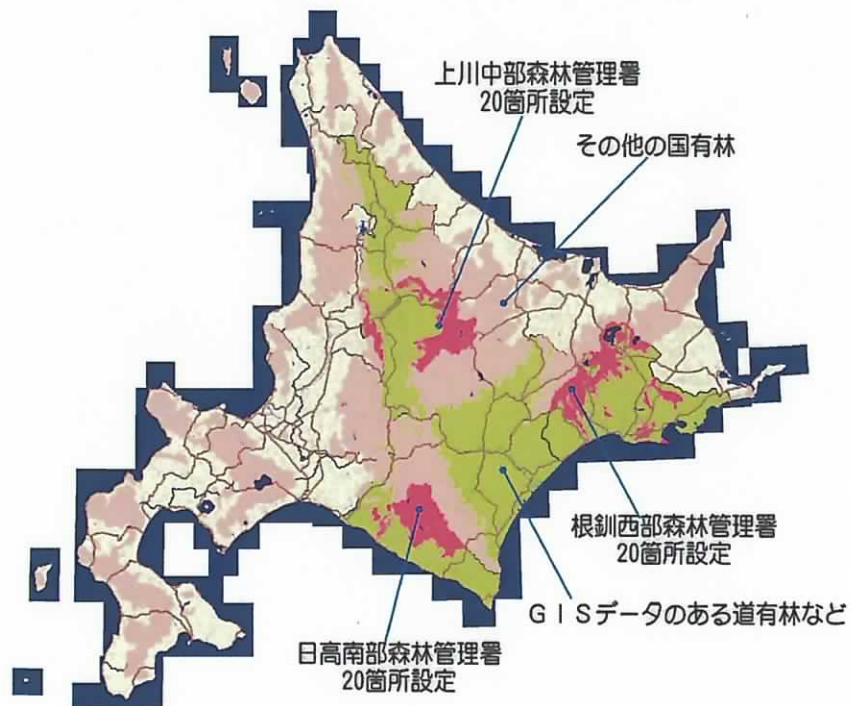 上川中部森林管理署
20箇所設定
その他の国有林
根釧西部森林管理署
20箇所設定
GISデータのある道有林など
日高南部森林管理署
20箇所設定